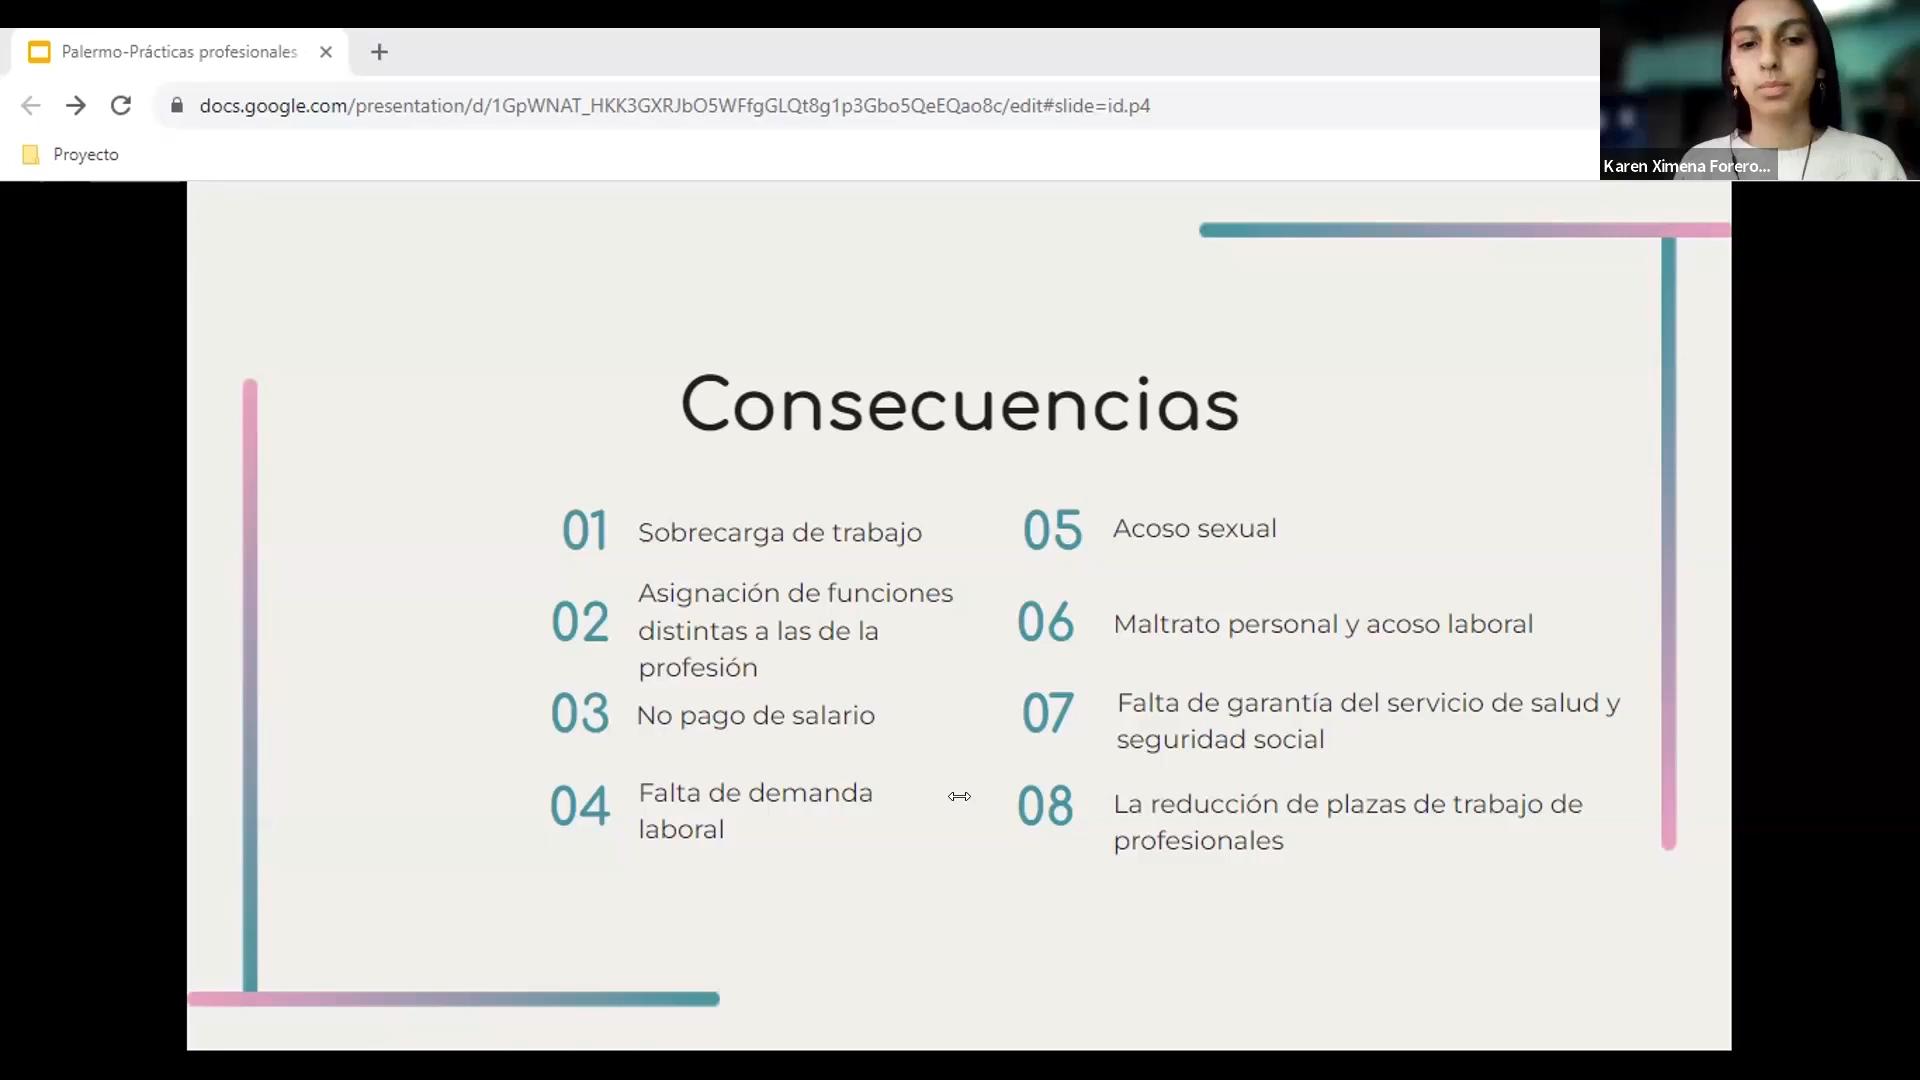 Palermo-Prácticas profesionales
docs.google.com/presentation/d/1GpWNAT_HKK3GXRJbO5WFfgGLQt8g1p3Gbo5QeEQao8c/edit#slide=id.p4
Proyecto
Karen Ximena Forero...
Consecuencias
01 Sobrecarga de trabajo
02 Asignación de funciones
distintas a las de la
profesión
03 No pago de salario
04 Falta de demanda
laboral
05 Acoso sexual
06 Maltrato personal y acoso laboral
07 Falta de garantía del servicio de salud y
seguridad social
08 La reducción de plazas de trabajo de
profesionales